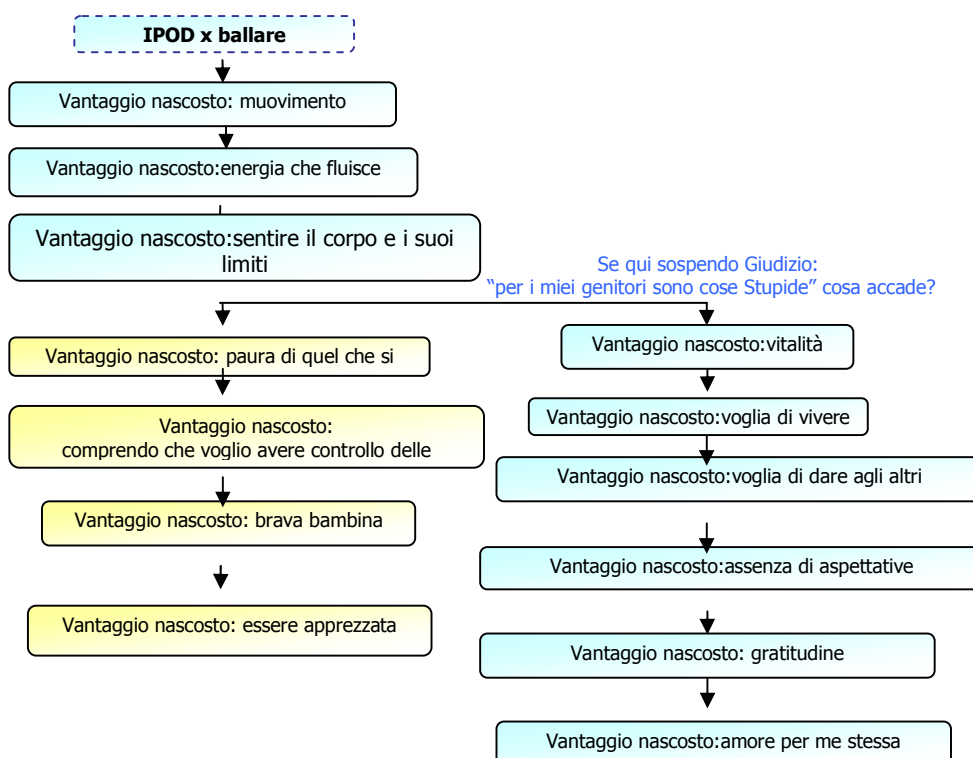 IPOD x ballare
Vantaggio nascosto: muovimento
Vantaggio nascosto:energia che fluisce
Vantaggio nascosto:sentire il corpo e i suoi
limiti
Se qui sospendo Giudizio:
“per i miei genitori sono cose Stupide” cosa accade?
Vantaggio nascosto: paura di quel che si
Vantaggio nascosto:
comprendo che voglio avere controllo delle
Vantaggio nascosto: brava bambina
Vantaggio nascosto: essere apprezzata
Vantaggio nascosto:vitalità
Vantaggio nascosto:voglia di vivere
Vantaggio nascosto:voglia di dare agli altri
Vantaggio nascosto:assenza di aspettative
Vantaggio nascosto: gratitudine
Vantaggio nascosto:amore per me stessa